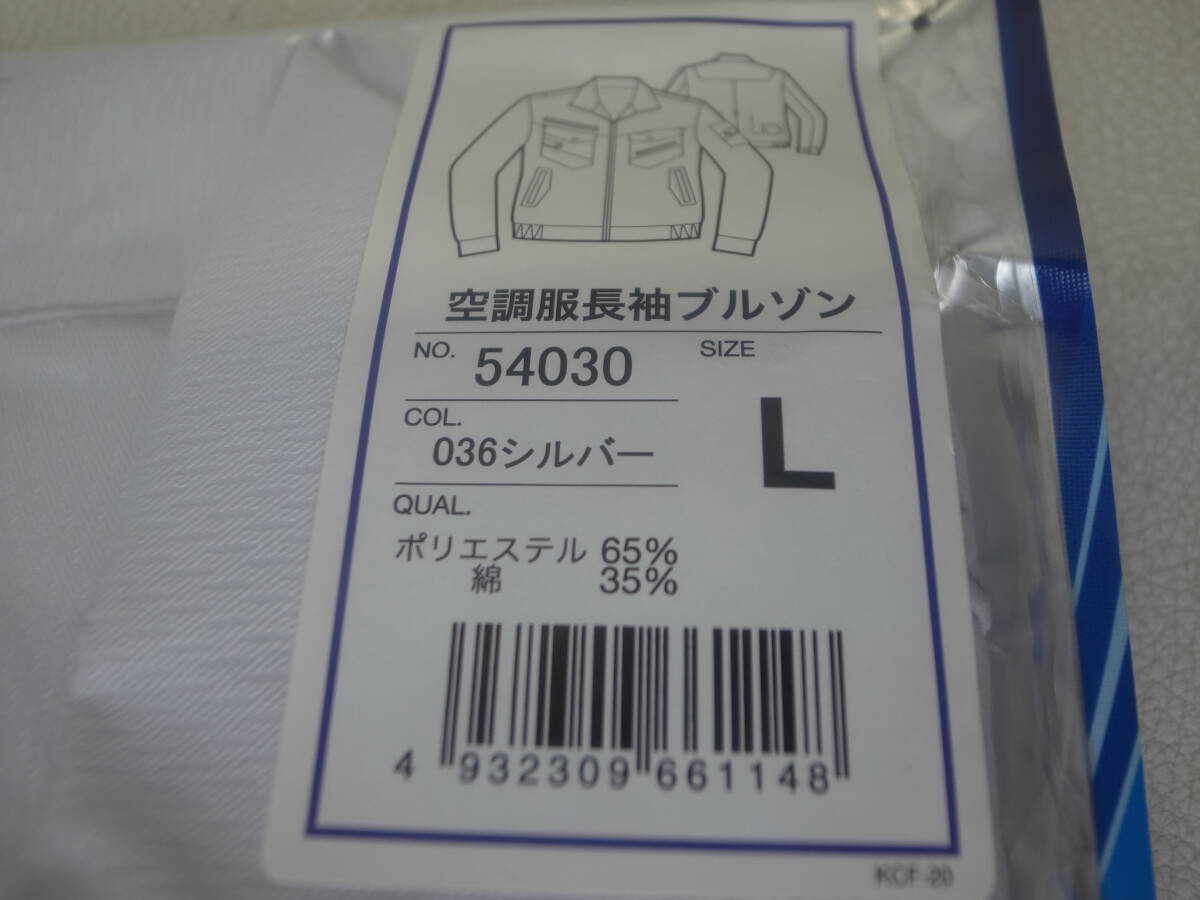 空調服長袖ブルゾン
NO. 54030
SIZE
L
COL.
036シルバー
QUAL.
ポリエステル 65%
綿 35%
4 932309 661148
KCF-20